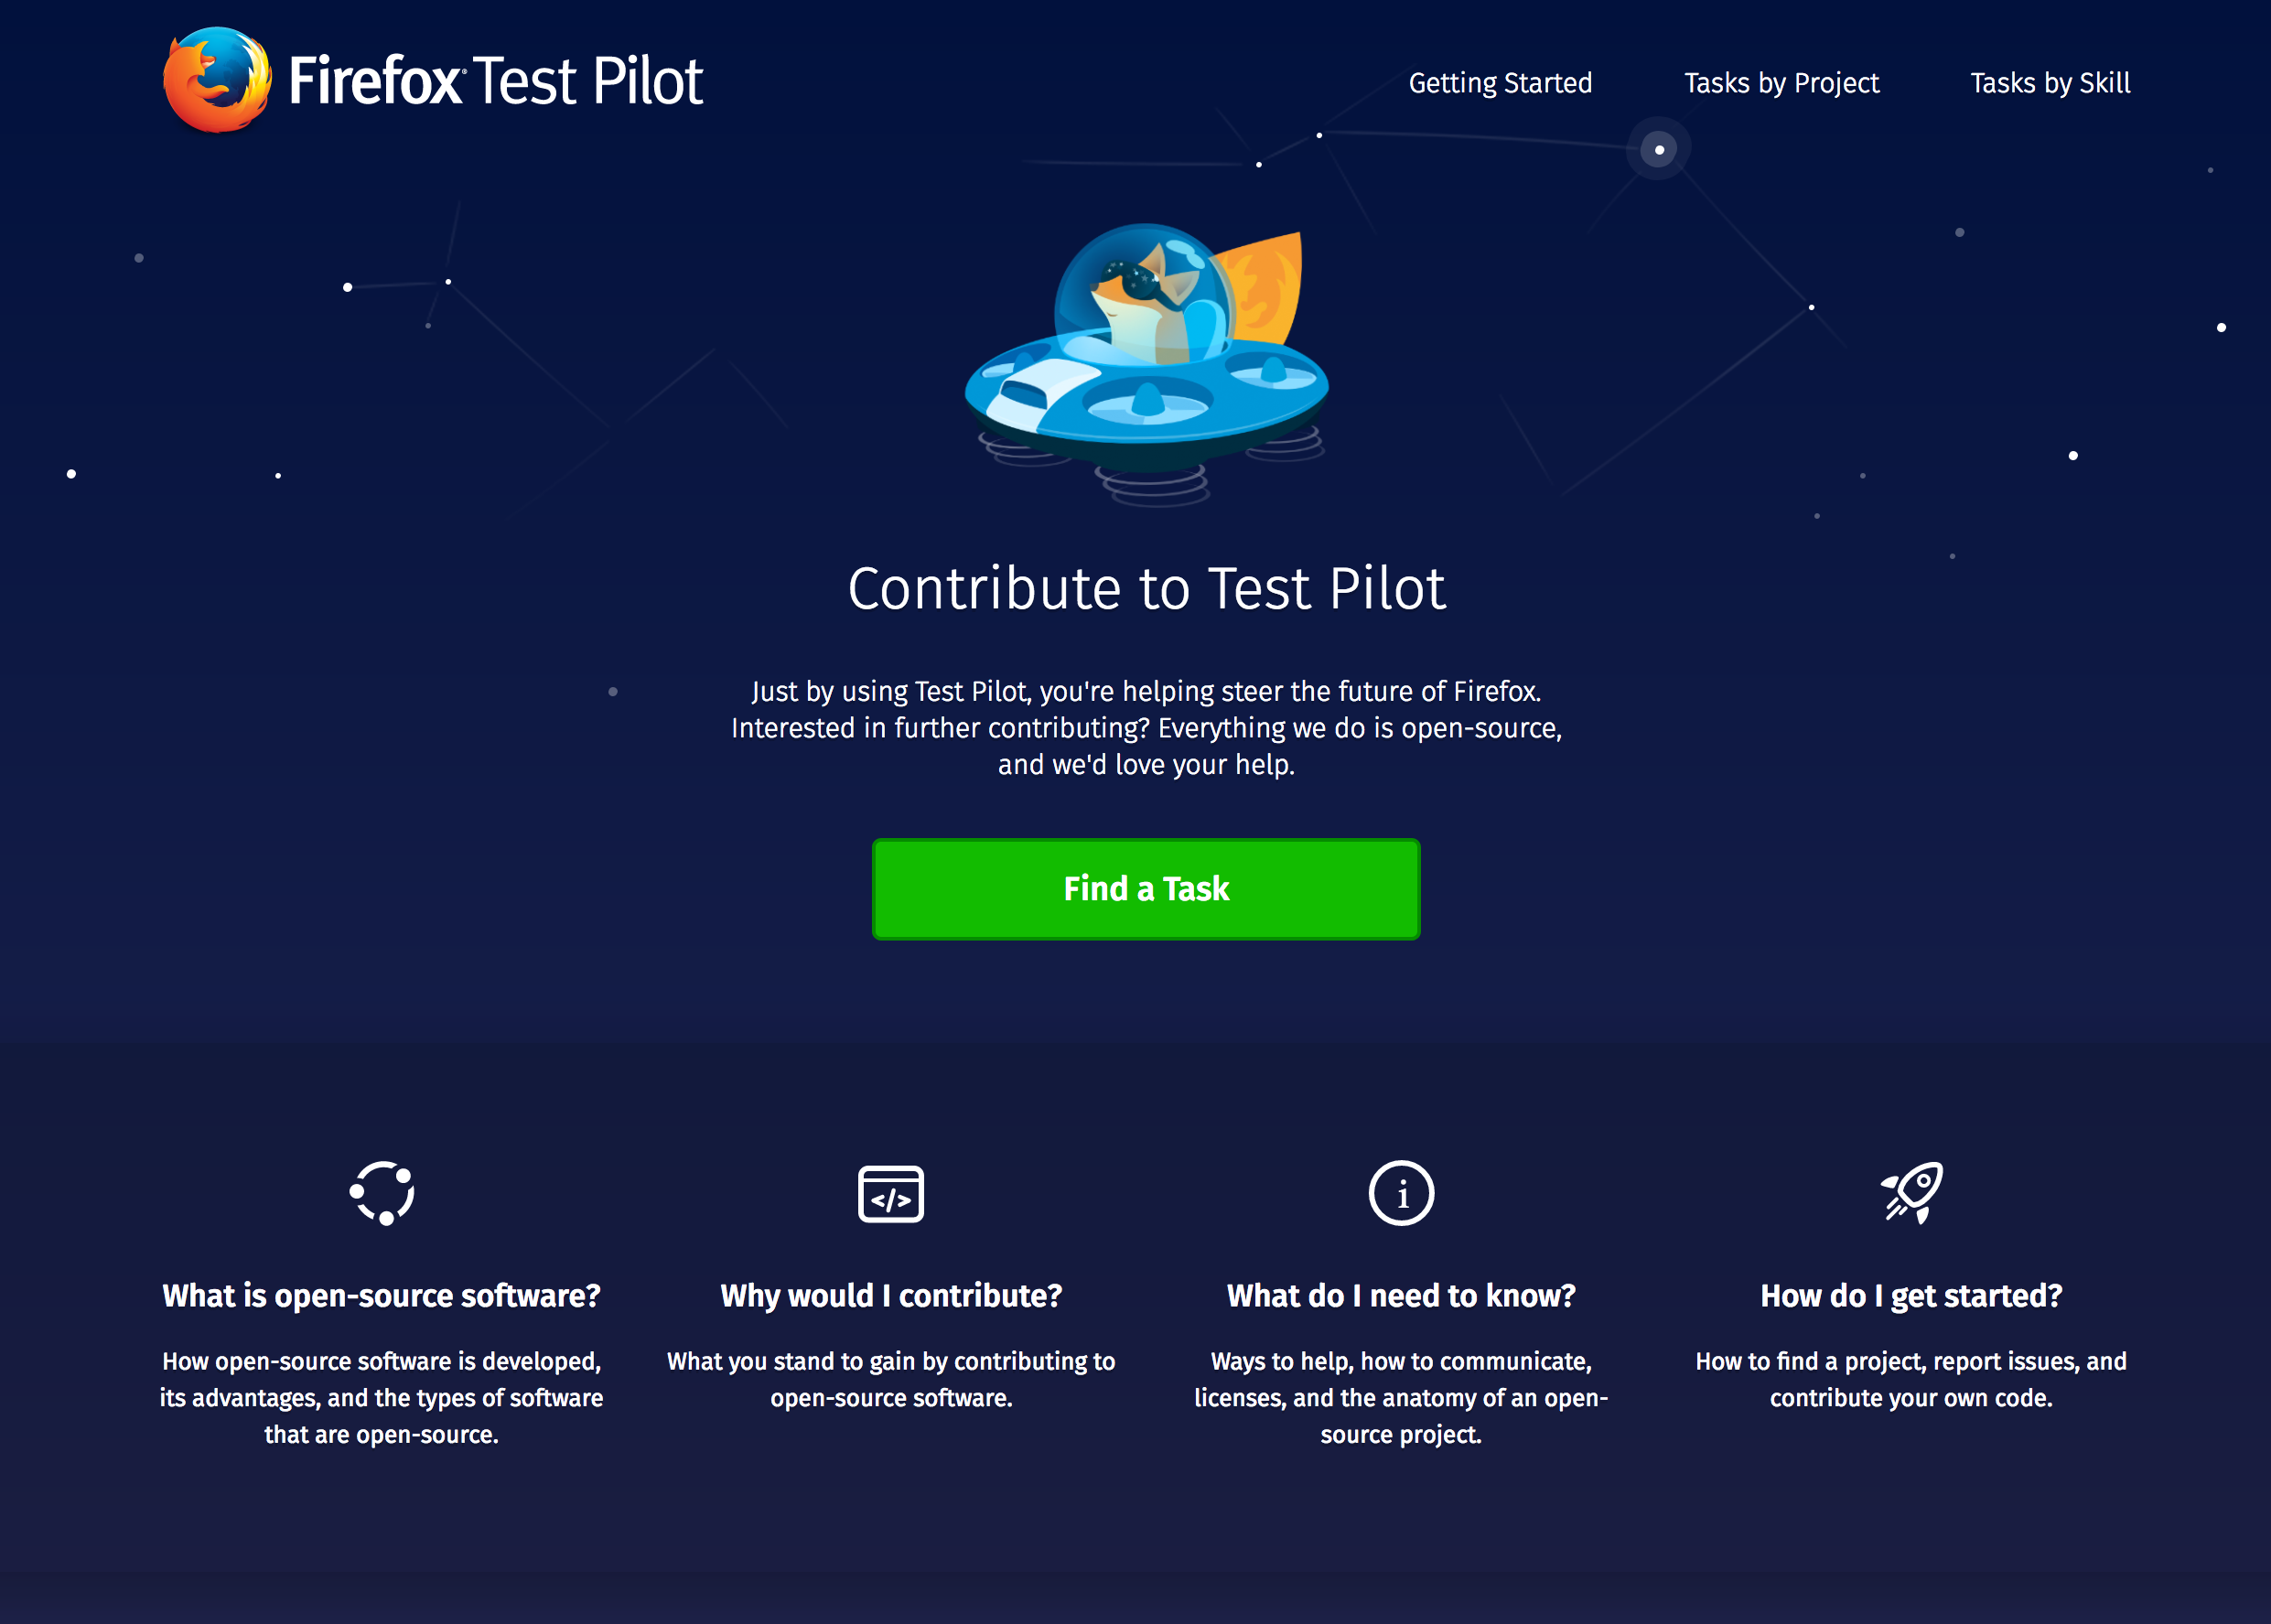 Firefox® Test Pilot
Getting Started
Tasks by Project
Tasks by Skill
Contribute to Test Pilot
Just by using Test Pilot, you're helping steer the future of Firefox.
Interested in further contributing? Everything we do is open-source,
and we'd love your help.
Find a Task
</>
i
What is open-source software?
How open-source software is developed,
its advantages, and the types of software
that are open-source.
Why would I contribute?
What you stand to gain by contributing to
open-source software.
What do I need to know?
Ways to help, how to communicate,
licenses, and the anatomy of an open-
source project.
How do I get started?
How to find a project, report issues, and
contribute your own code.